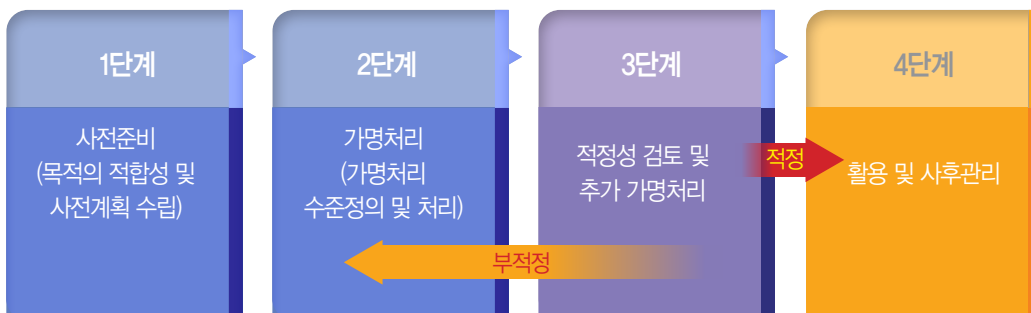 1단계
사전준비
(목적의 적합성 및
사전계획 수립)
2단계
가명처리
(가명처리
수준정의 및 처리)
3단계
적정성 검토 및
추가 가명처리
적정
부적정
4단계
활용 및 사후관리